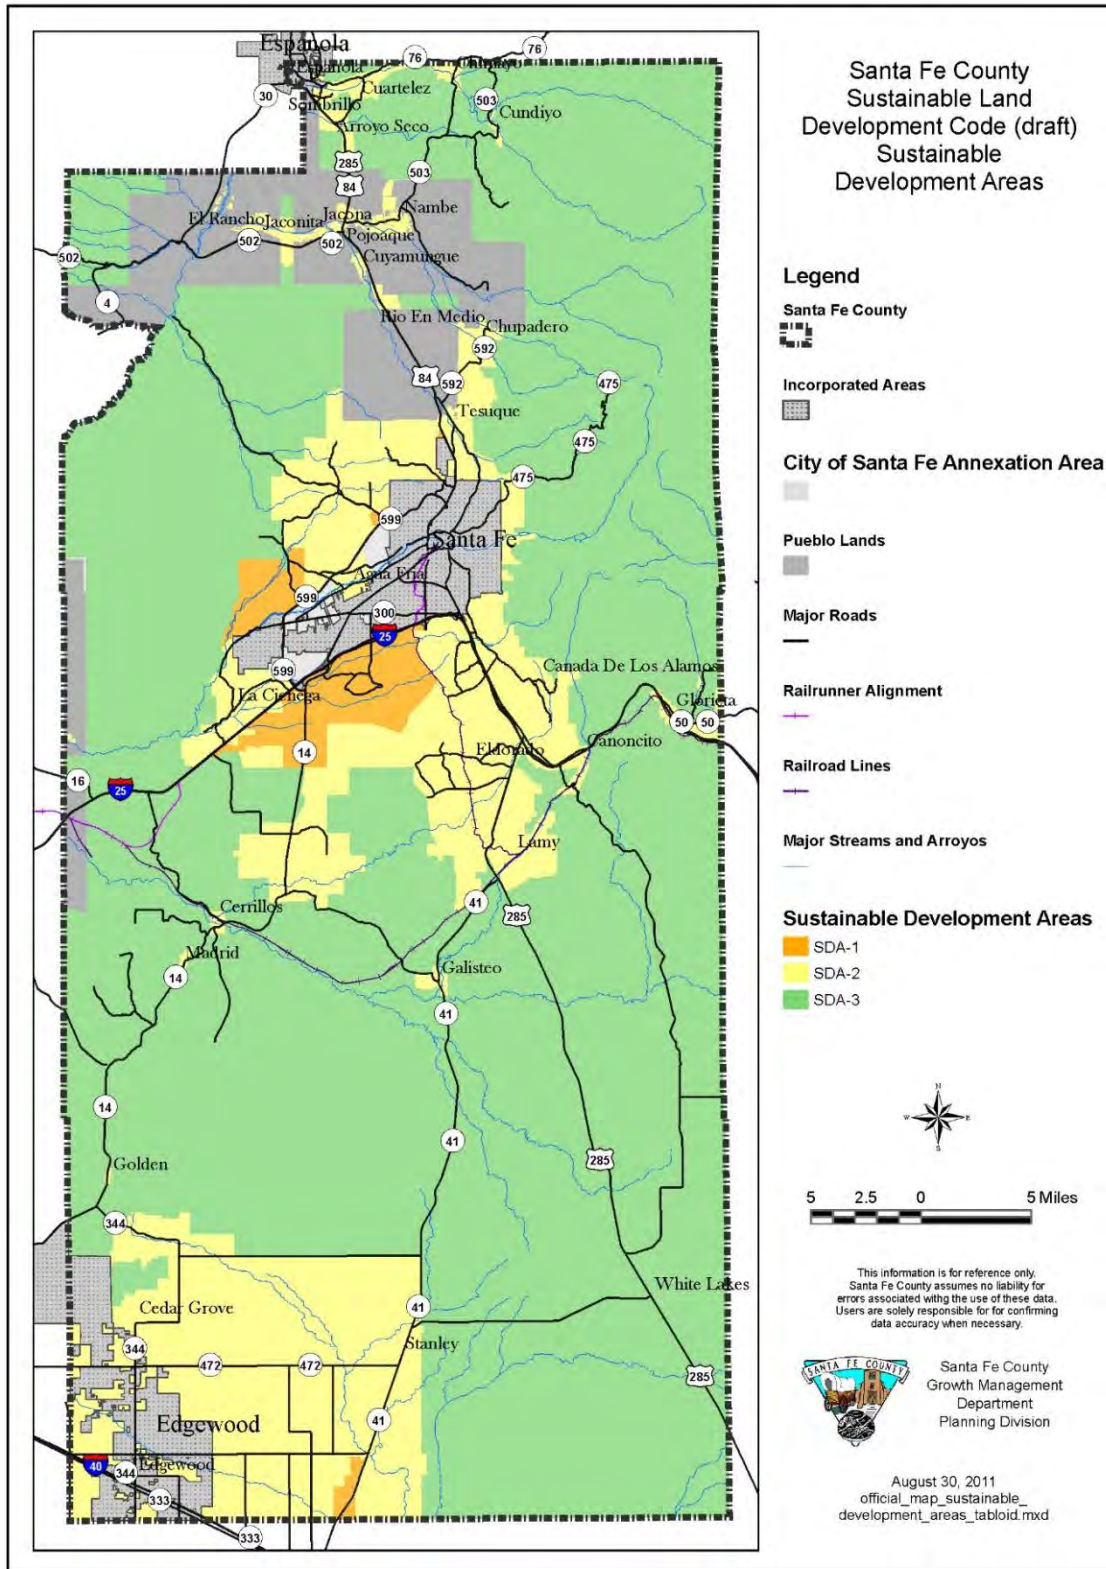 Santa Fe County
Sustainable Land
Development Code (draft)
Sustainable
Development Areas
Legend
Santa Fe County
Incorporated Areas
City of Santa Fe Annexation Area
Pueblo Lands
Major Roads
Railrunner Alignment
Railroad Lines
Major Streams and Arroyos
Sustainable Development Areas
SDA-1
SDA-2
SDA-3
N
W
E
S
5 2.5 0 5 Miles
This information is for reference only.
Santa Fe County assumes no liability for
errors associated withg the use of these data.
Users are solely responsible for for confirming
data accuracy when necessary.
SANTA FE COUNTY
Santa Fe County
Growth Management
Department
Planning Division
August 30, 2011
official_map_sustainable_
development_areas_tabloid.mxd
Espanola
76
76
Espanola
30
Sombrillo
Cuartelez
503
Cundiyo
Arroyo Seco
285
84
503
El Rancho
Jaconita
Jacona
Nambe
502
502
502
Pojoaque
Cuyamungue
4
Rio En Medio
Chupadero
592
84
592
475
Tesuque
475
475
599
Santa Fe
Agua Fria
599
300
25
599
La Cienega
Canada De Los Alamos
Glorieta
50
50
14
Eldorado
Canoncito
16
25
Lamy
41
285
Cerrillos
Madrid
14
Galisteo
41
14
41
285
Golden
344
White Lakes
Cedar Grove
41
Stanley
344
472
472
285
Edgewood
41
40
344
Edgewood
333
333